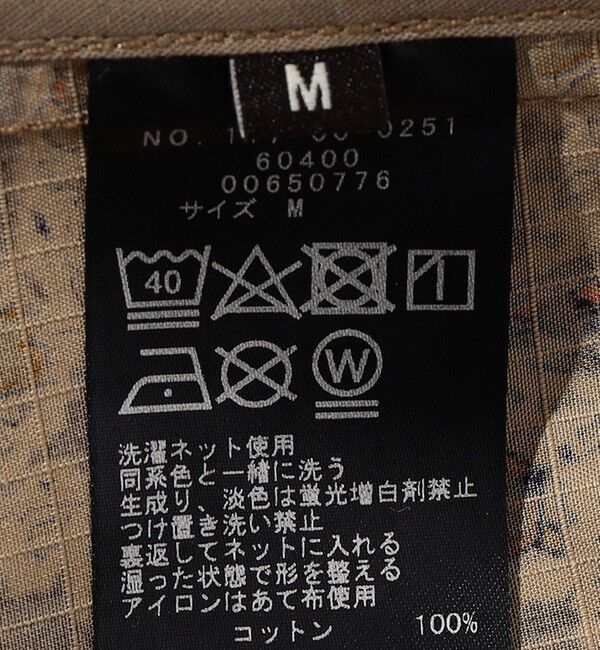 M
NO. 0251
60400
00650776
サイズ M
40
W
洗濯ネット使用
同系色と一緒に洗う
生成り、淡色は蛍光増白剤禁止
つけ置き洗い禁止
裏返してネットに入れる
湿った状態で形を整える
アイロンはあて布使用
コットン 100%